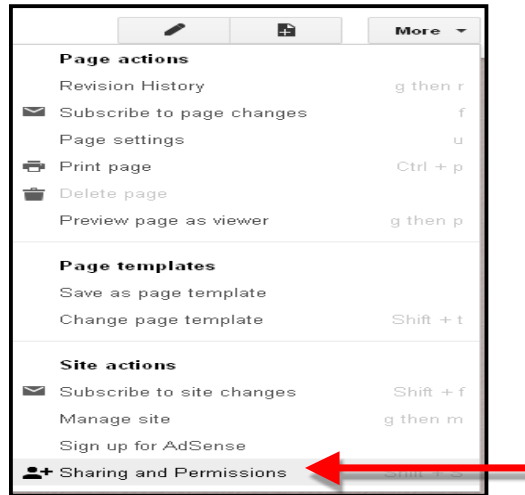 More
Page actions
Revision History g then r
Subscribe to page changes f
Page settings u
Print page Ctrl + p
Delete page
Preview page as viewer g then p
Page templates
Save as page template
Change page template Shift + t
Site actions
Subscribe to site changes Shift + f
Manage site g then m
Sign up for AdSense
Sharing and Permissions Shift + S